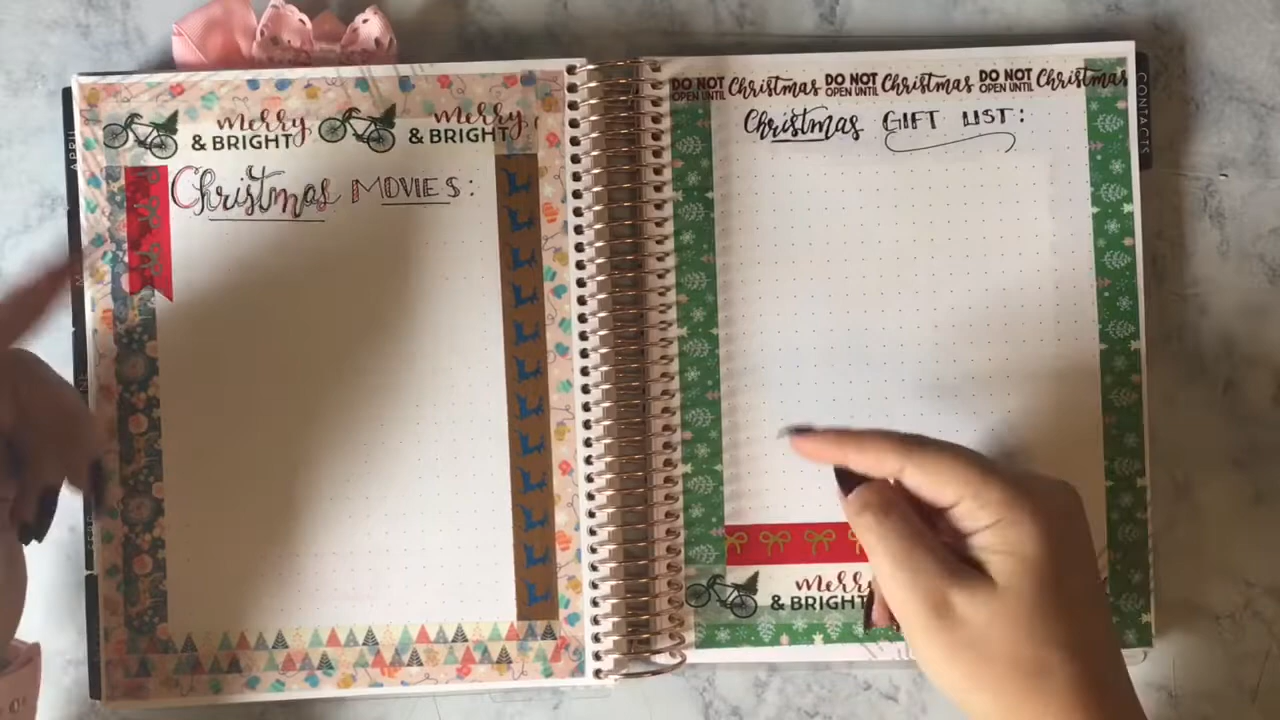 merry & BRIGHT merry & BRIGHT
Christmas MOVIES:
DO NOT OPEN UNTIL Christmas DO NOT OPEN UNTIL Christmas DO NOT OPEN UNTIL Christmas
Christmas GIFT LIST:
merry & BRIGHT
APRIL
CONTACTS